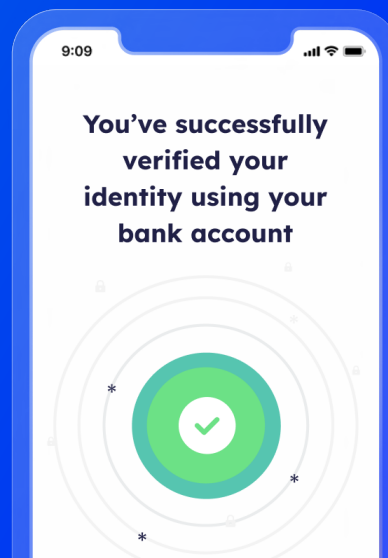 9:09
You’ve successfully
verified your
identity using your
bank account
*
*
*